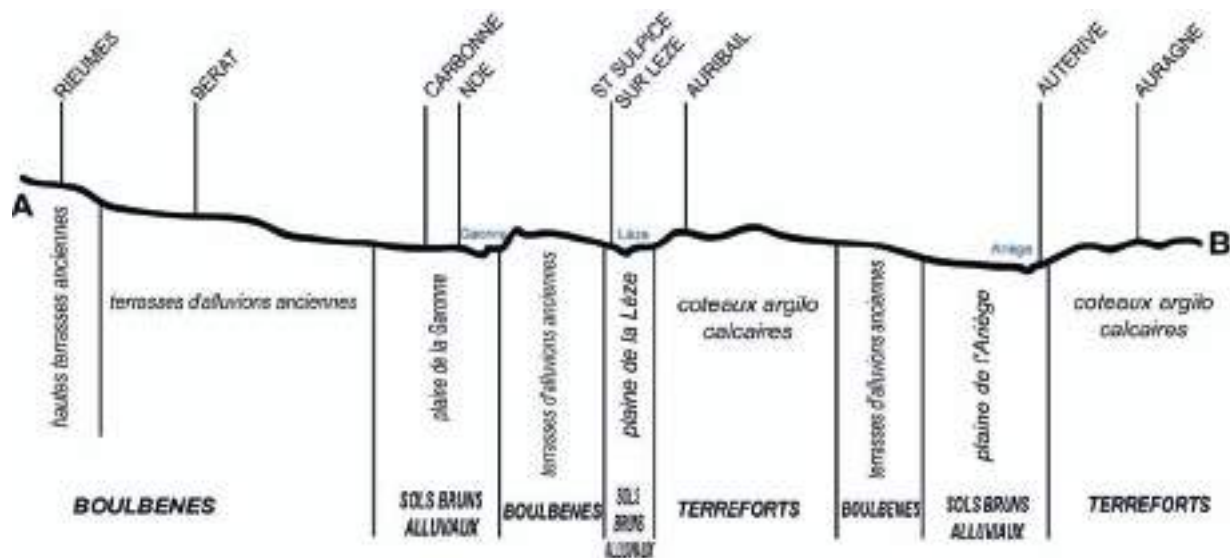 RIEUMES
BERAT
CARBONNE
NOE
ST SULPICE
SUR LEZE
AURIBAIL
AUTERIVE
AURAGNE
A
Garonne
Lèze
Ariège
B
hautes terrasses anciennes
terrasses d'alluvions anciennes
plaine de la Garonne
terrasses d'alluvions anciennes
plaine de la Lèze
coteaux argilo
calcaires
terrasses d'alluvions anciennes
plaine de l'Ariège
coteaux argilo
calcaires
BOULBENES
SOLS BRUNS
ALLUVIAUX
BOULBENES
SOLS
BRUNS
ALLUVIAUX
TERREFORTS
BOULBENES
SOLS BRUNS
ALLUVIAUX
TERREFORTS